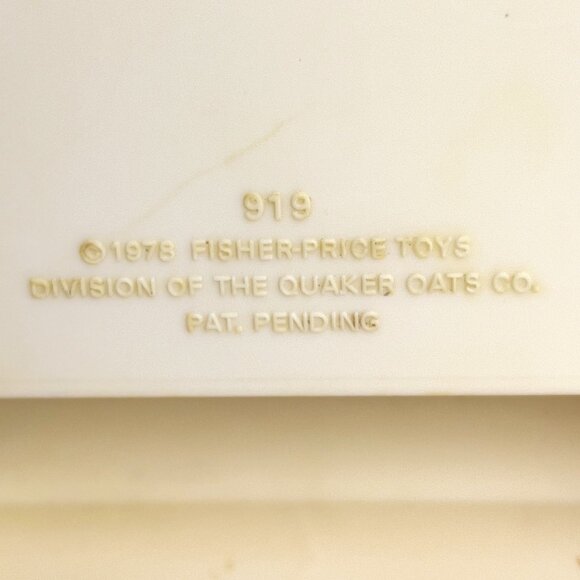 919
©1978 FISHER-PRICE TOYS
DIVISION OF THE QUAKER OATS CO.
PAT. PENDING